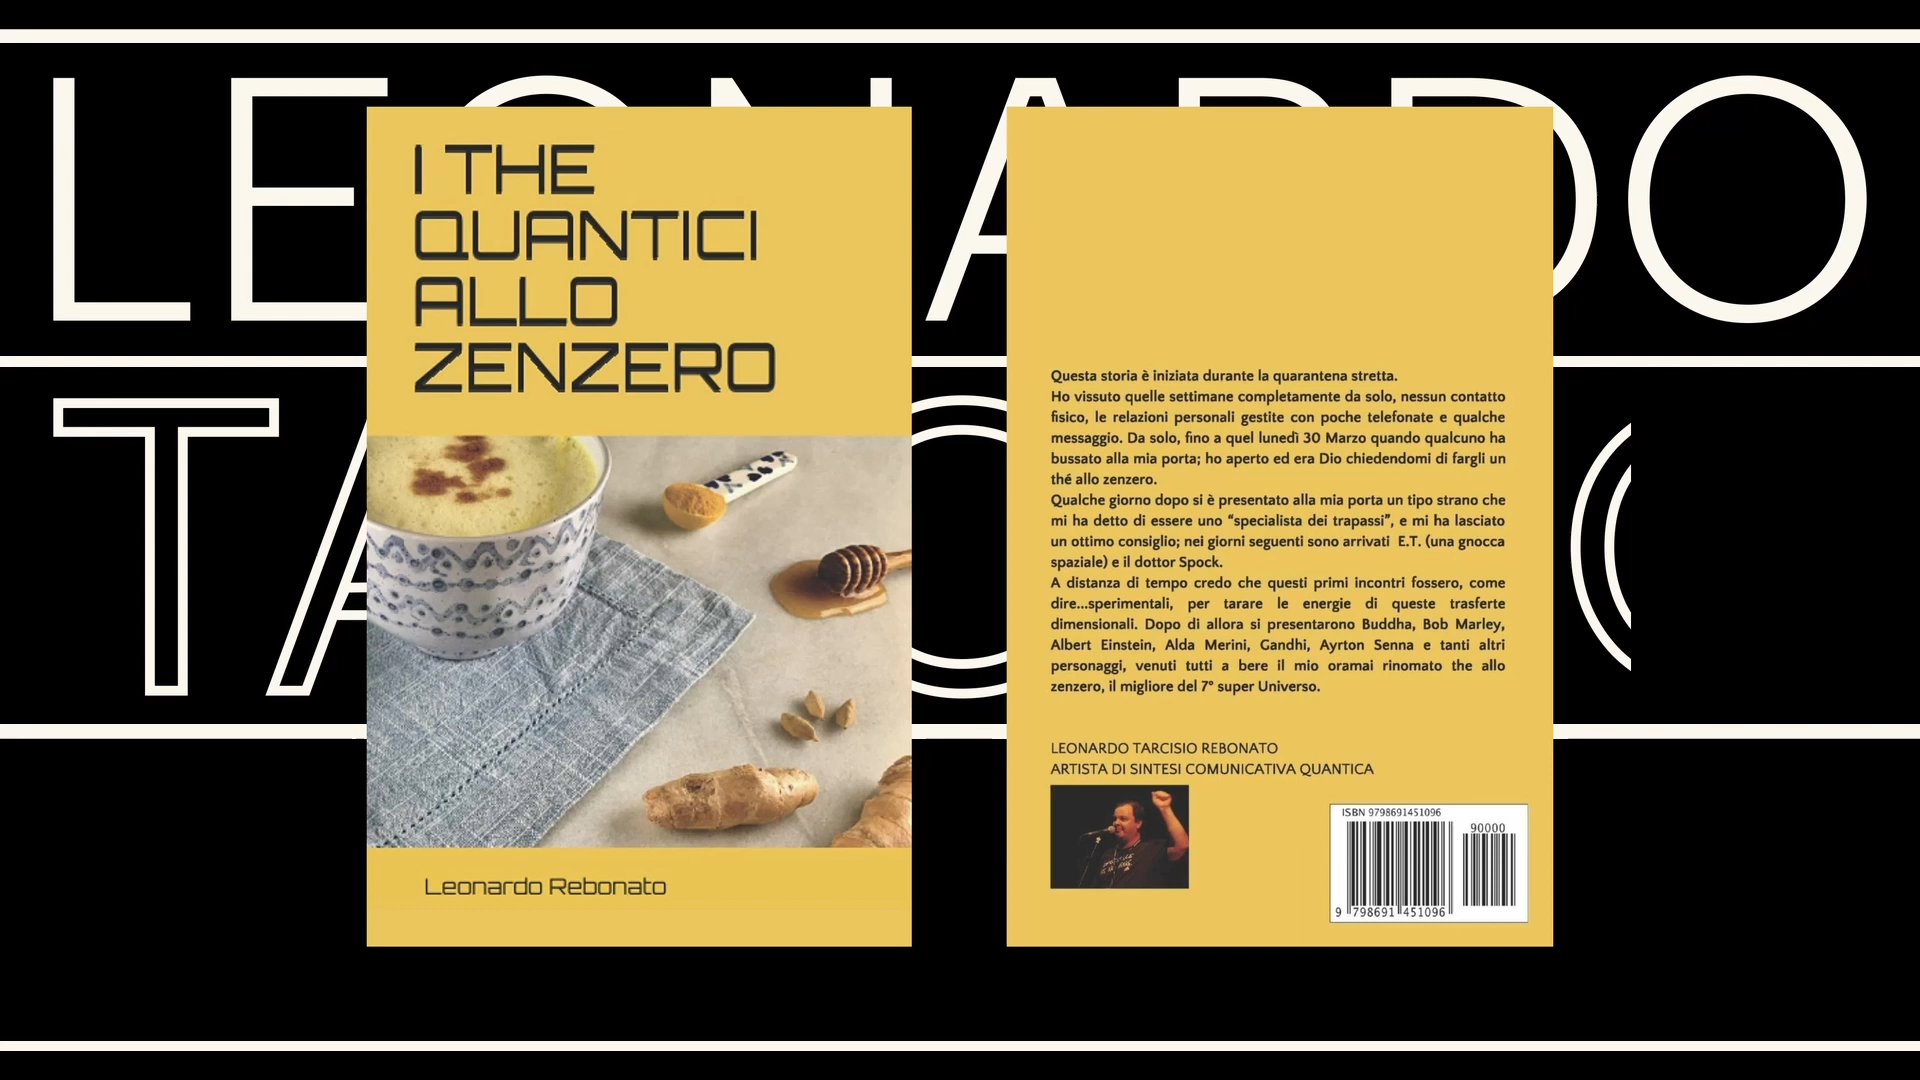 LEONARDO
TA
I THE
QUANTICI
ALLO
ZENZERO
Leonardo Rebonato
Questa storia è iniziata durante la quarantena stretta.
Ho vissuto quelle settimane completamente da solo, nessun contatto
fisico, le relazioni personali gestite con poche telefonate e qualche
messaggio. Da solo, fino a quel lunedì 30 Marzo quando qualcuno ha
bussato alla mia porta; ho aperto ed era Dio chiedendomi di fargli un
thé allo zenzero.
Qualche giorno dopo si è presentato alla mia porta un tipo strano che
mi ha detto di essere uno “specialista dei trapassi”, e mi ha lasciato
un ottimo consiglio; nei giorni seguenti sono arrivati E.T. (una gnocca
spaziale) e il dottor Spock.
A distanza di tempo credo che questi primi incontri fossero, come
dire...sperimentali, per tarare le energie di queste trasferte
dimensionali. Dopo di allora si presentarono Buddha, Bob Marley,
Albert Einstein, Alda Merini, Gandhi, Ayrton Senna e tanti altri
personaggi, venuti tutti a bere il mio oramai rinomato the allo
zenzero, il migliore del 7° super Universo.
LEONARDO TARCISIO REBONATO
ARTISTA DI SINTESI COMUNICATIVA QUANTICA
ISBN 9798691451096
90000
9 798691 451096